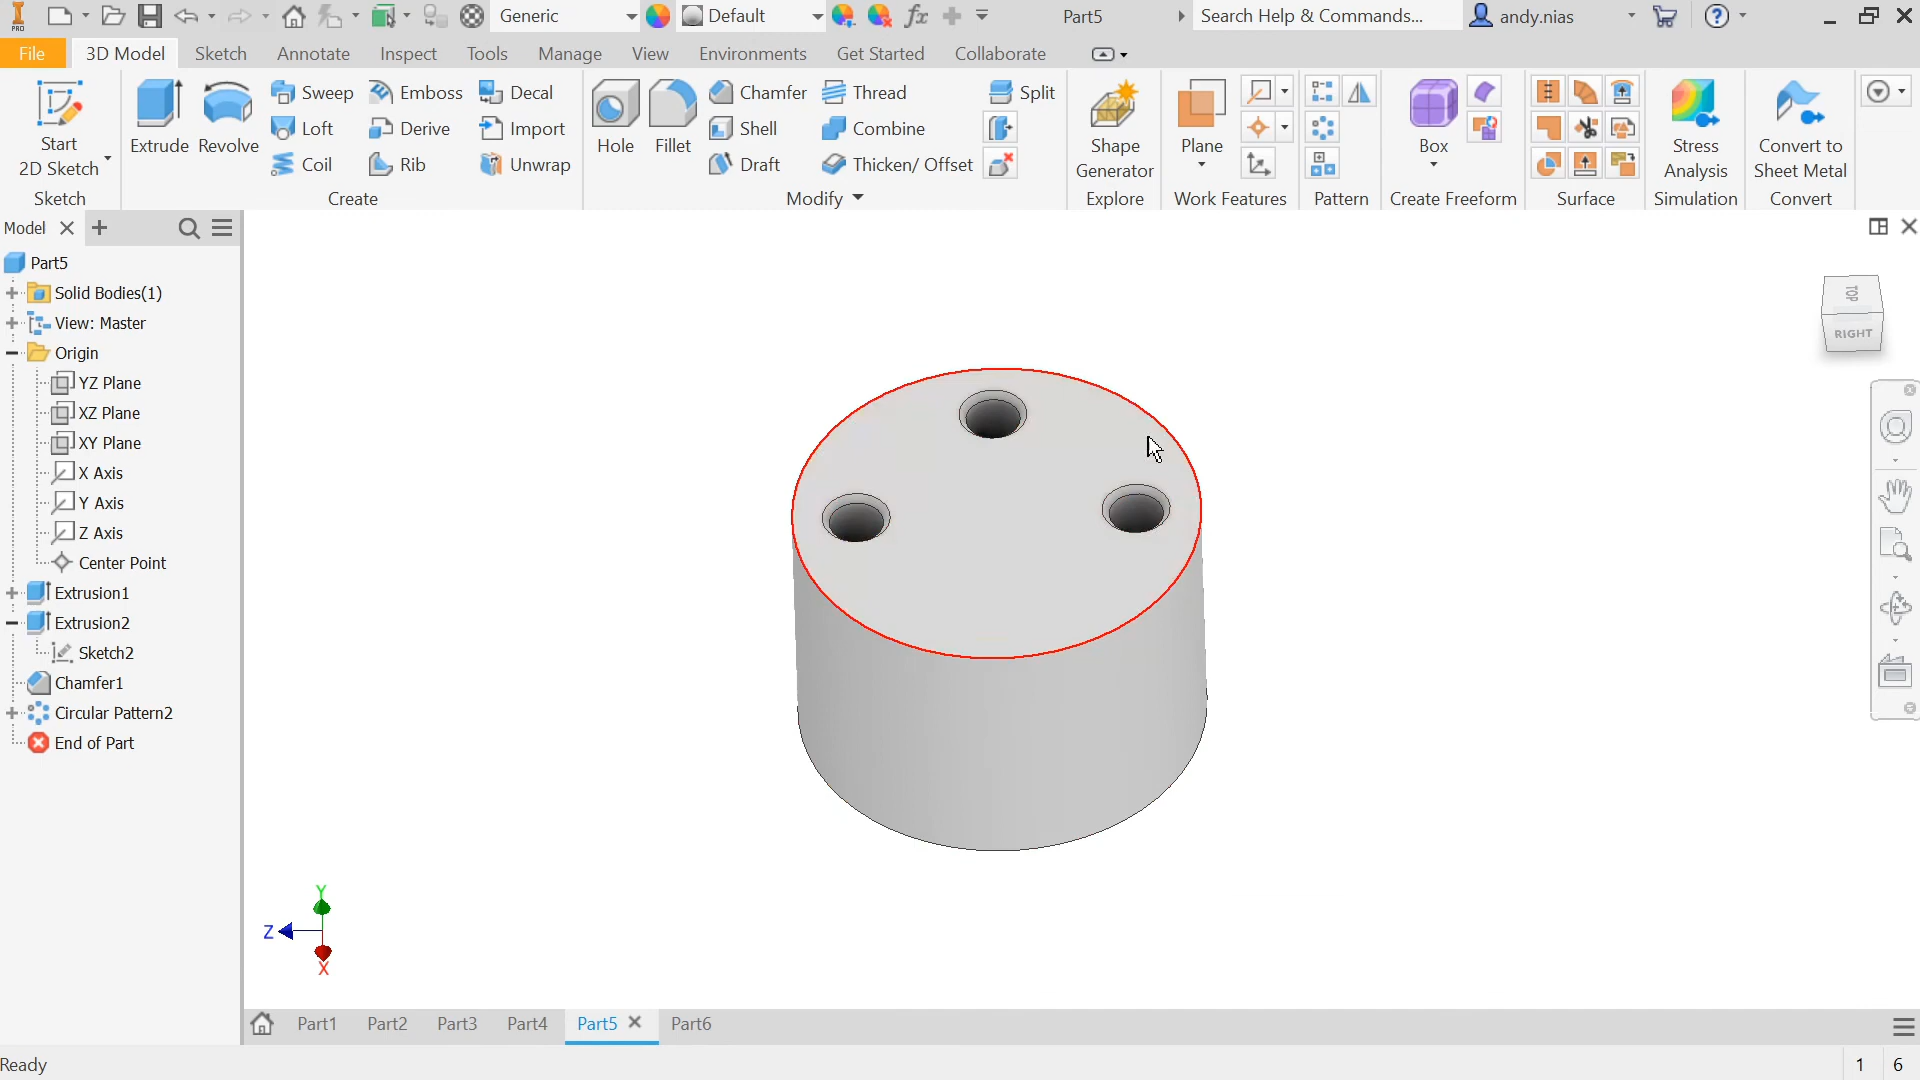 PRO
Generic
Default
fx
Part5
Search Help & Commands...
andy.nias
File
3D Model
Sketch
Annotate
Inspect
Tools
Manage
View
Environments
Get Started
Collaborate
Start
2D Sketch
Extrude
Revolve
Sweep
Loft
Coil
Emboss
Derive
Rib
Decal
Import
Unwrap
Hole
Fillet
Chamfer
Shell
Draft
Thread
Combine
Thicken/ Offset
Split
Shape
Generator
Plane
Box
Stress
Analysis
Convert to
Sheet Metal
Sketch
Create
Modify
Explore
Work Features
Pattern
Create Freeform
Surface
Simulation
Convert
Model
Part5
Solid Bodies(1)
View: Master
Origin
YZ Plane
XZ Plane
XY Plane
X Axis
Y Axis
Z Axis
Center Point
Extrusion1
Extrusion2
Sketch2
Chamfer1
Circular Pattern2
End of Part
TOP
RIGHT
Y
Z
X
Part1
Part2
Part3
Part4
Part5
Part6
Ready
1
6